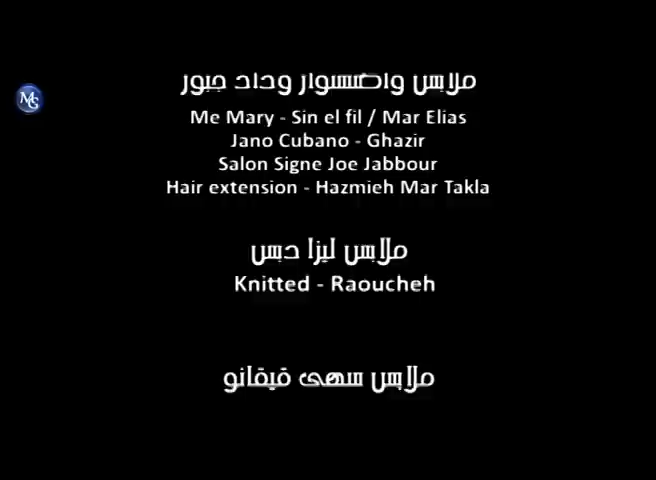 MG
ملابس واكسسوار وداد جبور
Me Mary - Sin el fil / Mar Elias
Jano Cubano - Ghazir
Salon Signe Joe Jabbour
Hair extension - Hazmieh Mar Takla
ملابس ليزا دبس
Knitted - Raoucheh
ملابس سهى قيقانو